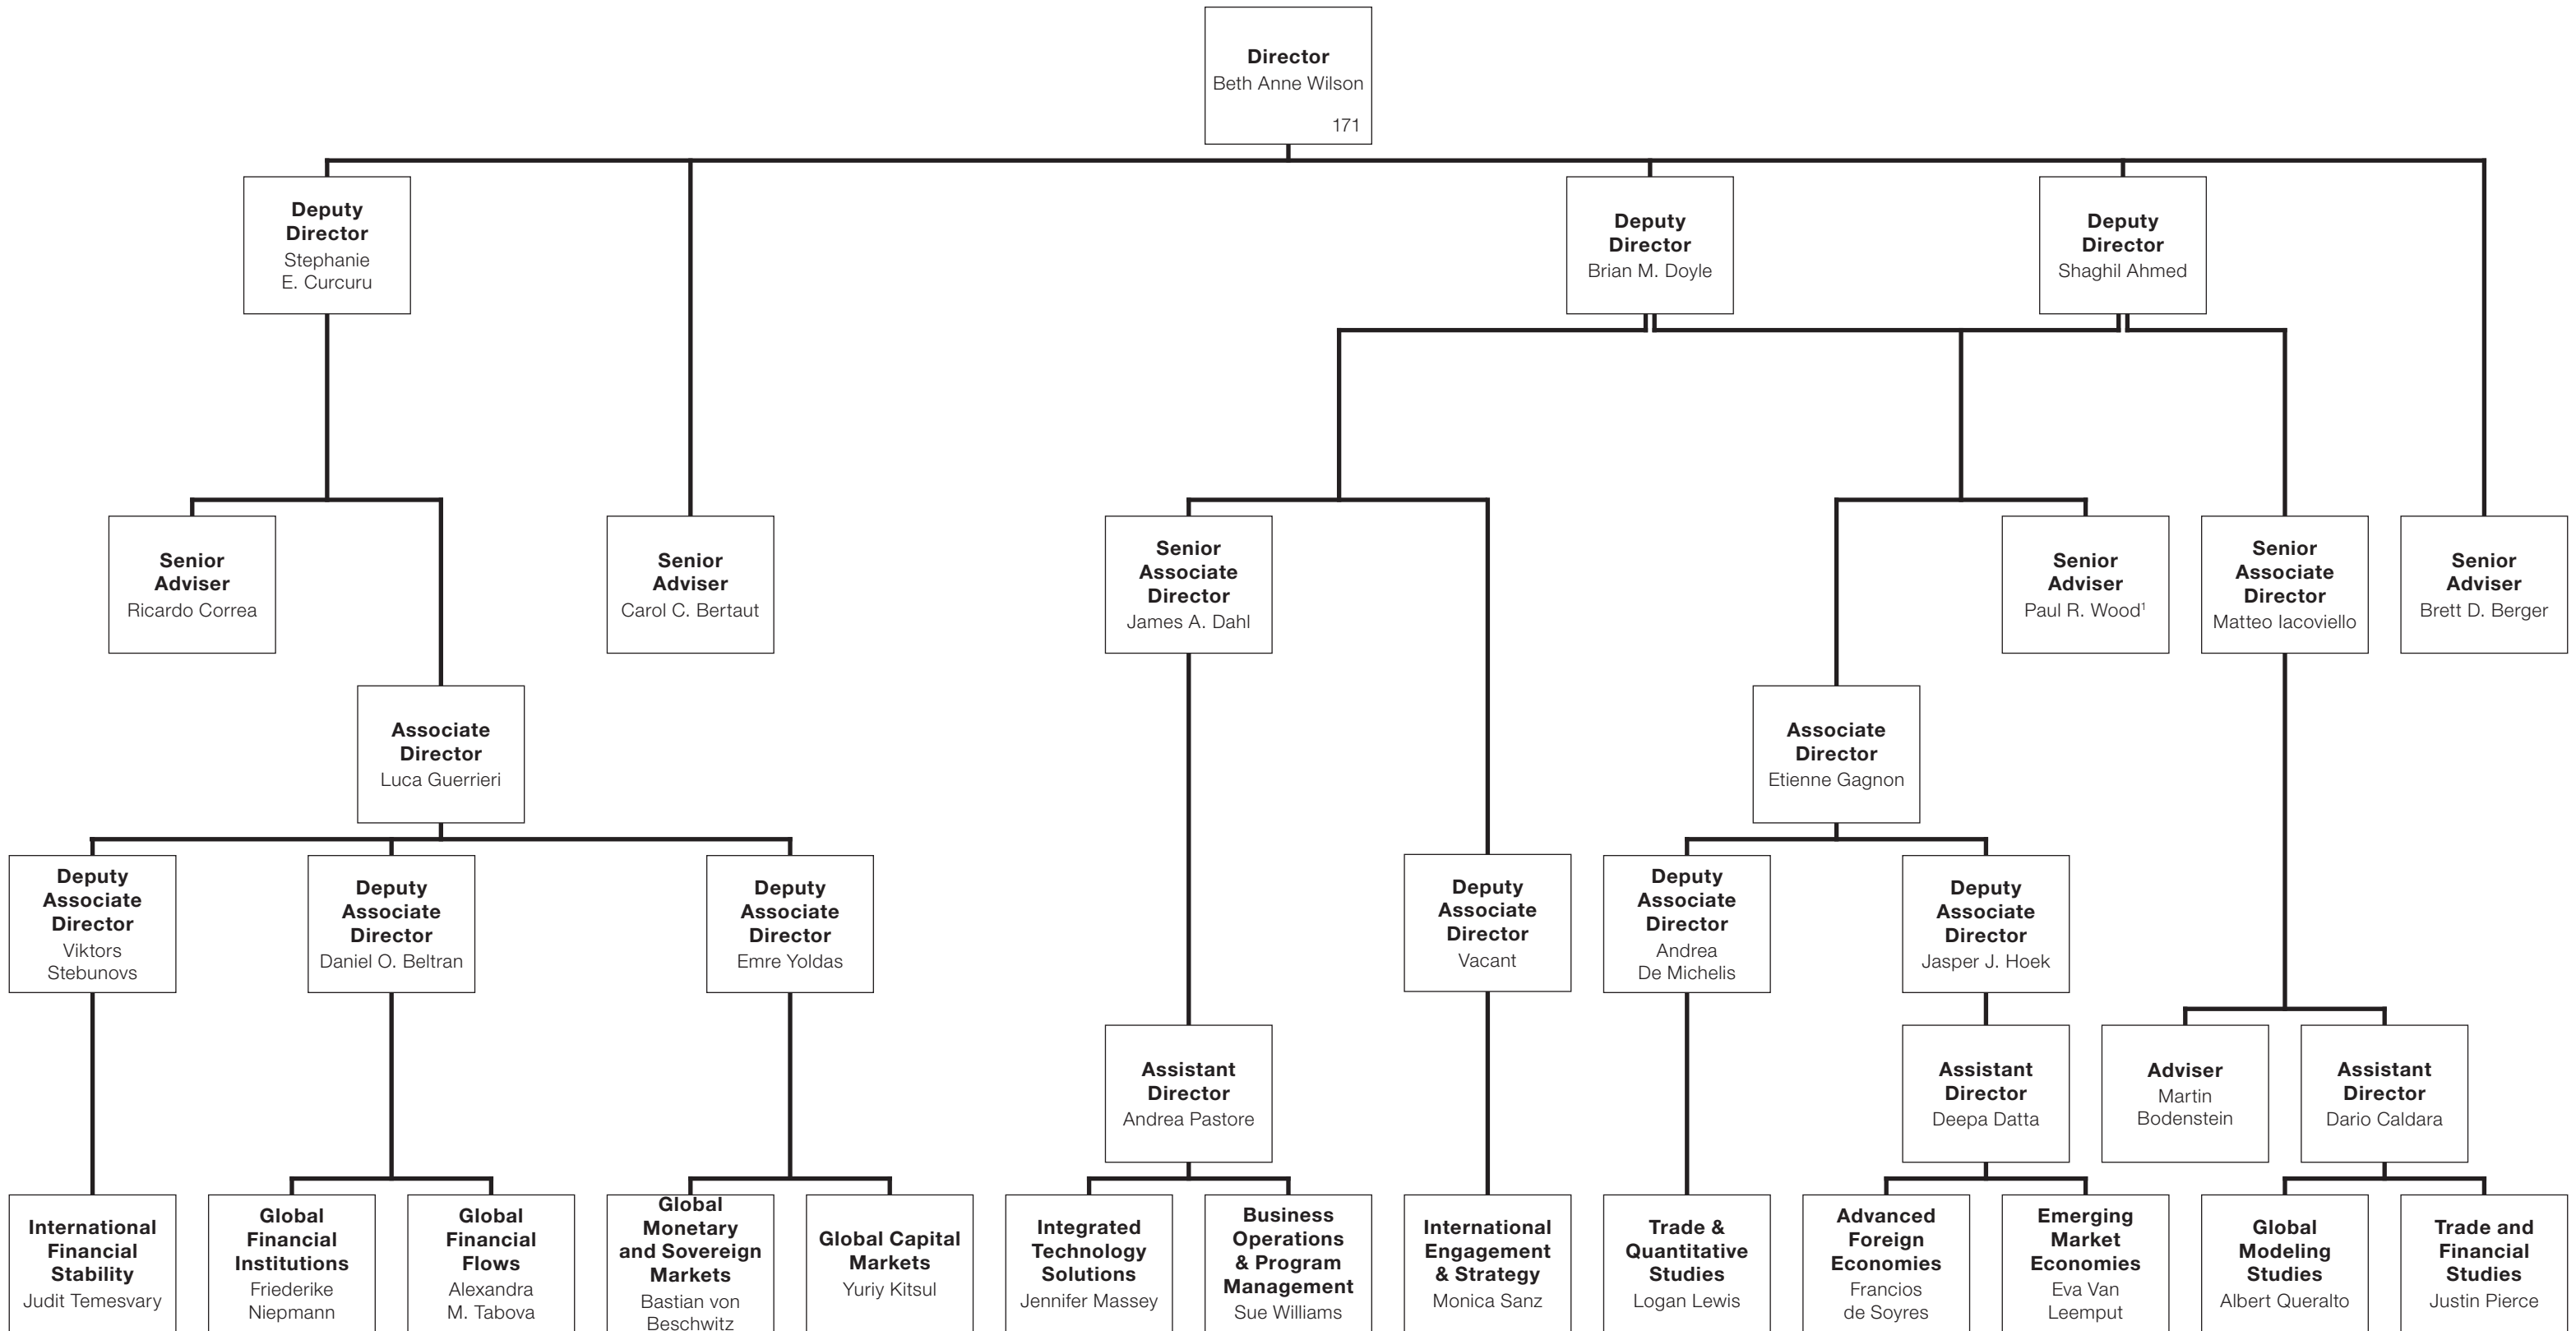 Director
Beth Anne Wilson
171
Deputy
Director
Stephanie
E. Curcuru
Deputy
Director
Brian M. Doyle
Deputy
Director
Shaghil Ahmed
Senior
Adviser
Ricardo Correa
Senior
Adviser
Carol C. Bertaut
Senior
Associate
Director
James A. Dahl
Senior
Adviser
Paul R. Wood¹
Senior
Associate
Director
Matteo Iacoviello
Senior
Adviser
Brett D. Berger
Associate
Director
Luca Guerrieri
Associate
Director
Etienne Gagnon
Deputy
Associate
Director
Viktors
Stebunovs
Deputy
Associate
Director
Daniel O. Beltran
Deputy
Associate
Director
Emre Yoldas
Deputy
Associate
Director
Vacant
Deputy
Associate
Director
Andrea
De Michelis
Deputy
Associate
Director
Jasper J. Hoek
Assistant
Director
Andrea Pastore
Assistant
Director
Deepa Datta
Adviser
Martin
Bodenstein
Assistant
Director
Dario Caldara
International
Financial
Stability
Judit Temesvary
Global
Financial
Institutions
Friederike
Niepmann
Global
Financial
Flows
Alexandra
M. Tabova
Global
Monetary
and Sovereign
Markets
Bastian von
Beschwitz
Global Capital
Markets
Yuriy Kitsul
Integrated
Technology
Solutions
Jennifer Massey
Business
Operations
& Program
Management
Sue Williams
International
Engagement
& Strategy
Monica Sanz
Trade &
Quantitative
Studies
Logan Lewis
Advanced
Foreign
Economies
Francios
de Soyres
Emerging
Market
Economies
Eva Van
Leemput
Global
Modeling
Studies
Albert Queralto
Trade and
Financial
Studies
Justin Pierce